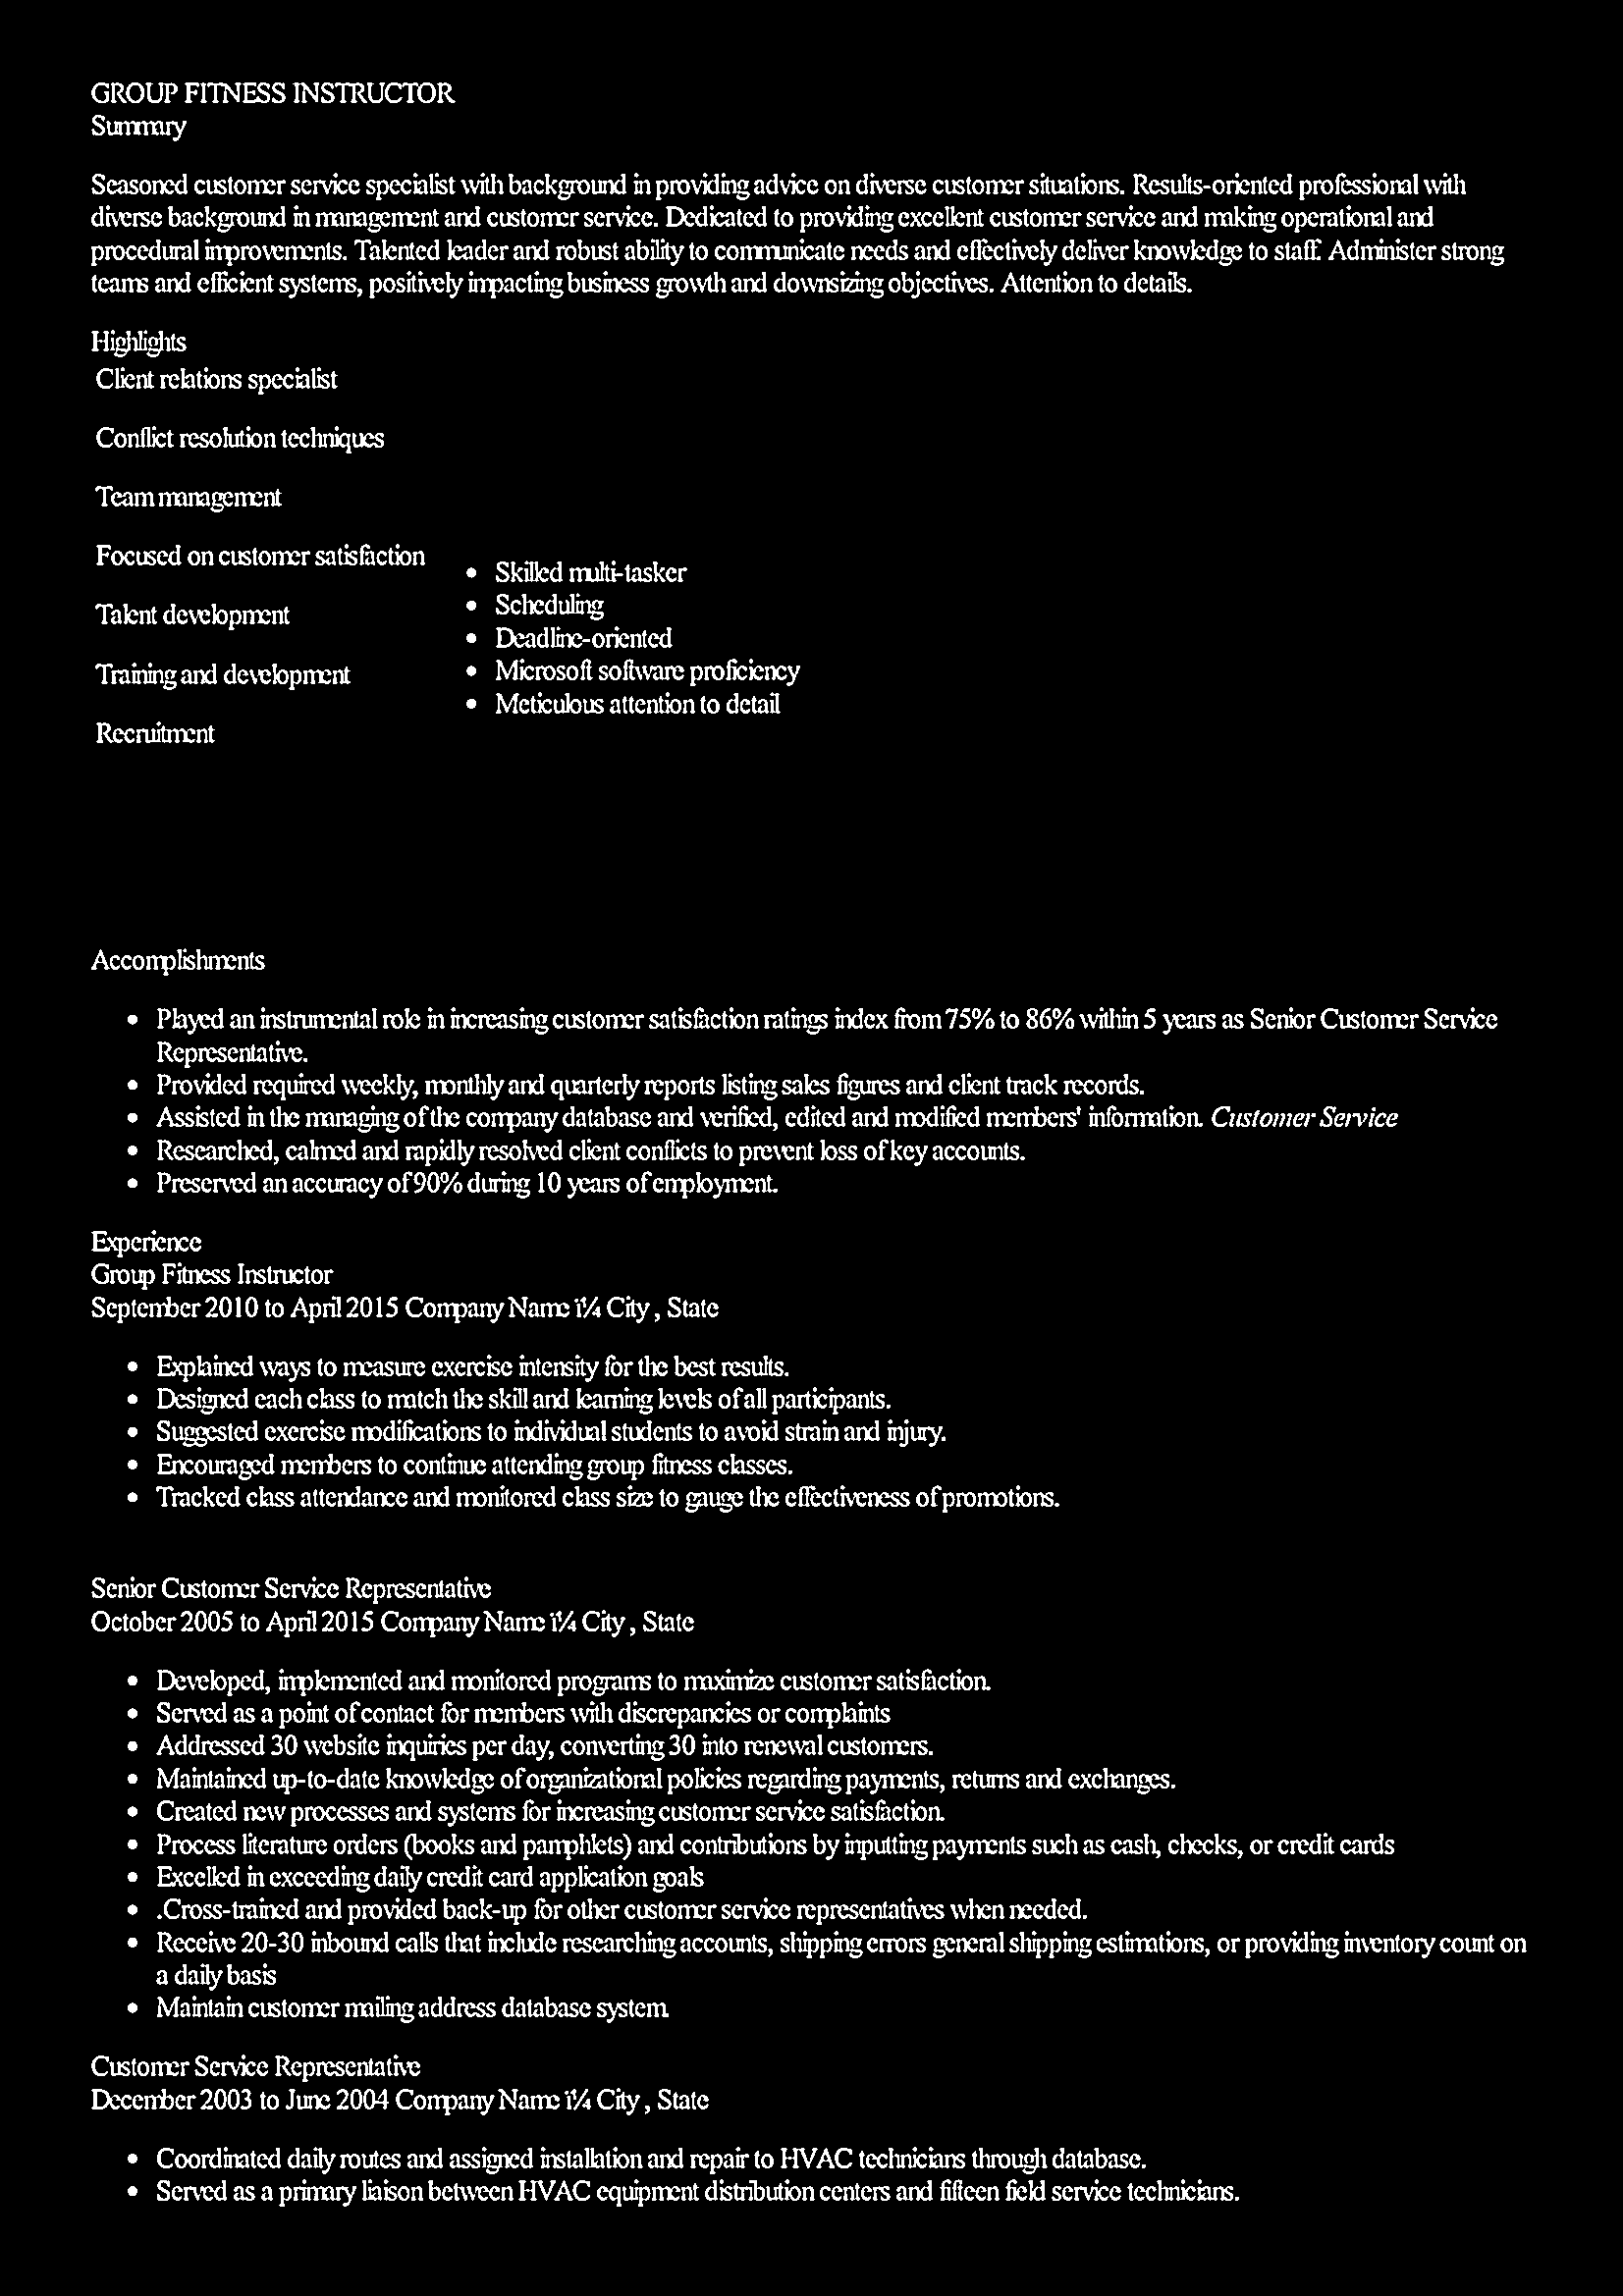 GROUP FITNESS INSTRUCTOR
Summary
Seasoned customer service specialist with background in providing advice on diverse customer situations. Results-oriented professional with
diverse background in management and customer service. Dedicated to providing excellent customer service and making operational and
procedural improvements. Talented leader and robust ability to communicate needs and effectively deliver knowledge to staff. Administer strong
teams and efficient systems, positively impacting business growth and downsizing objectives. Attention to details.
Highlights
Client relations specialist
Conflict resolution techniques
Team management
Focused on customer satisfaction
Talent development
Training and development
Recruitment
• Skilled multi-tasker
• Scheduling
• Deadline-oriented
• Microsoft software proficiency
• Meticulous attention to detail
Accomplishments
• Played an instrumental role in increasing customer satisfaction ratings index from 75% to 86% within 5 years as Senior Customer Service
Representative.
• Provided required weekly, monthly and quarterly reports listing sales figures and client track records.
• Assisted in the managing of the company database and verified, edited and modified members' information. Customer Service
• Researched, calmed and rapidly resolved client conflicts to prevent loss of key accounts.
• Preserved an accuracy of 90% during 10 years of employment.
Experience
Group Fitness Instructor
September 2010 to April 2015 Company Name ï¼ City , State
• Explained ways to measure exercise intensity for the best results.
• Designed each class to match the skill and learning levels of all participants.
• Suggested exercise modifications to individual students to avoid strain and injury.
• Encouraged members to continue attending group fitness classes.
• Tracked class attendance and monitored class size to gauge the effectiveness of promotions.
Senior Customer Service Representative
October 2005 to April 2015 Company Name ï¼ City , State
• Developed, implemented and monitored programs to maximize customer satisfaction.
• Served as a point of contact for members with discrepancies or complaints
• Addressed 30 website inquiries per day, converting 30 into renewal customers.
• Maintained up-to-date knowledge of organizational policies regarding payments, returns and exchanges.
• Created new processes and systems for increasing customer service satisfaction.
• Process literature orders (books and pamphlets) and contributions by inputting payments such as cash, checks, or credit cards
• Excelled in exceeding daily credit card application goals
• .Cross-trained and provided back-up for other customer service representatives when needed.
• Receive 20-30 inbound calls that include researching accounts, shipping errors general shipping estimations, or providing inventory count on
a daily basis
• Maintain customer mailing address database system.
Customer Service Representative
December 2003 to June 2004 Company Name ï¼ City , State
• Coordinated daily routes and assigned installation and repair to HVAC technicians through database.
• Served as a primary liaison between HVAC equipment distribution centers and fifteen field service technicians.